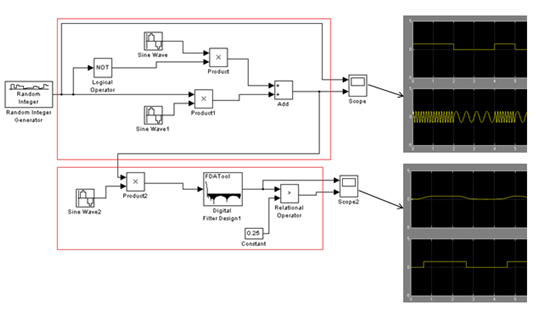 Sine Wave
Product
NOT
Logical
Operator
Random
Integer
Random Integer
Generator
Sine Wave1
Product1
Add
Scope
Sine Wave2
Product2
FDATool
Digital
Filter Design1
Relational
Operator
0.25
Constant
Scope2